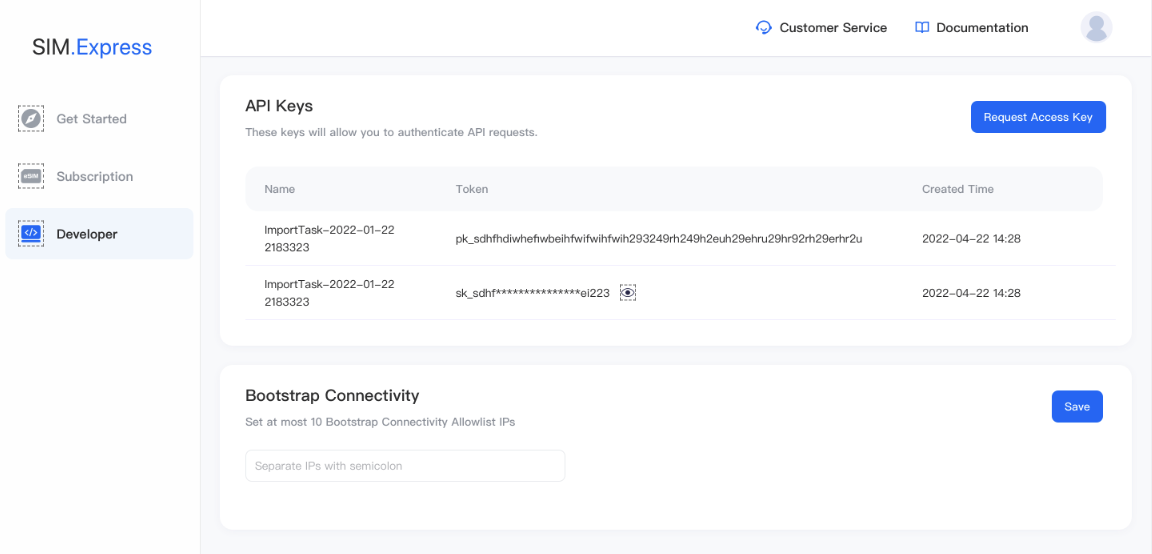 SIM.Express
Customer Service
Documentation
Get Started
eSIM
Subscription
Developer
API Keys
These keys will allow you to authenticate API requests.
Request Access Key
Name Token Created Time
ImportTask-2022-01-22
2183323
pk_sdhfhdiwhefiwbeihfwifwihfwih293249rh249h2euh29ehru29hr92rh29erhr2u
2022-04-22 14:28
ImportTask-2022-01-22
2183323
sk_sdhf***************ei223
2022-04-22 14:28
Bootstrap Connectivity
Set at most 10 Bootstrap Connectivity Allowlist IPs
Save
Separate IPs with semicolon